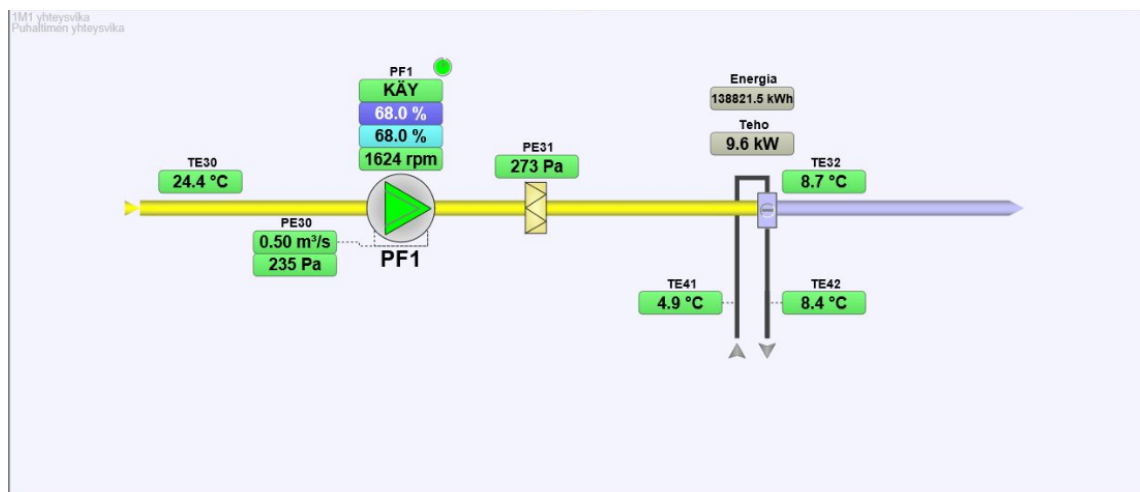 1M1 yhteysvika
Puhaltimen yhteysvika
PF1
KÄY
68.0 %
68.0 %
1624 rpm
Energia
138821.5 kWh
Teho
9.6 kW
PE31
273 Pa
TE30
24.4 °C
TE32
8.7 °C
PE30
0.50 m³/s
235 Pa
PF1
TE41
4.9 °C
TE42
8.4 °C